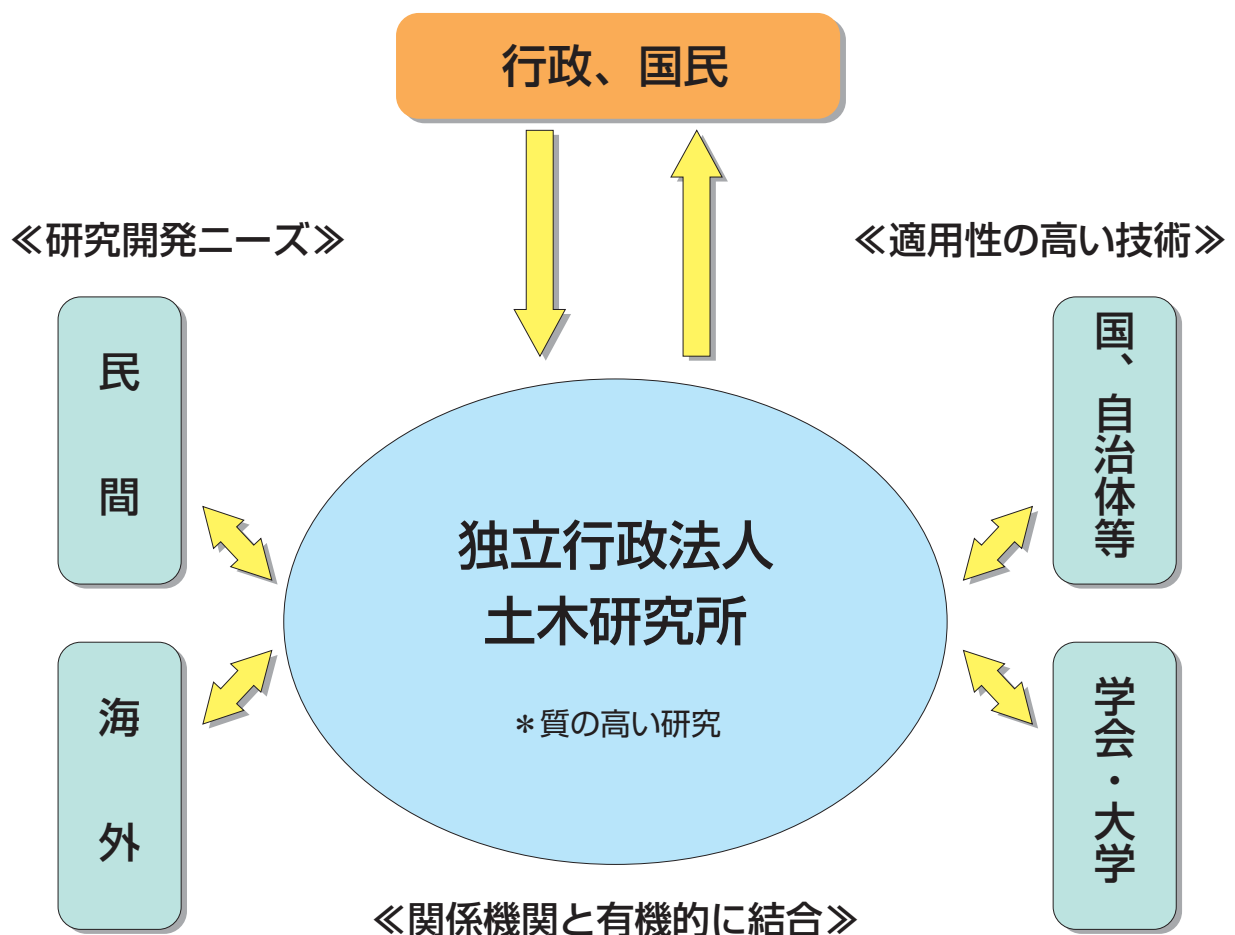 行政、国民
≪研究開発ニーズ≫
≪適用性の高い技術≫
民間
国、自治体等
独立行政法人
土木研究所
＊質の高い研究
海外
学会・大学
≪関係機関と有機的に結合≫